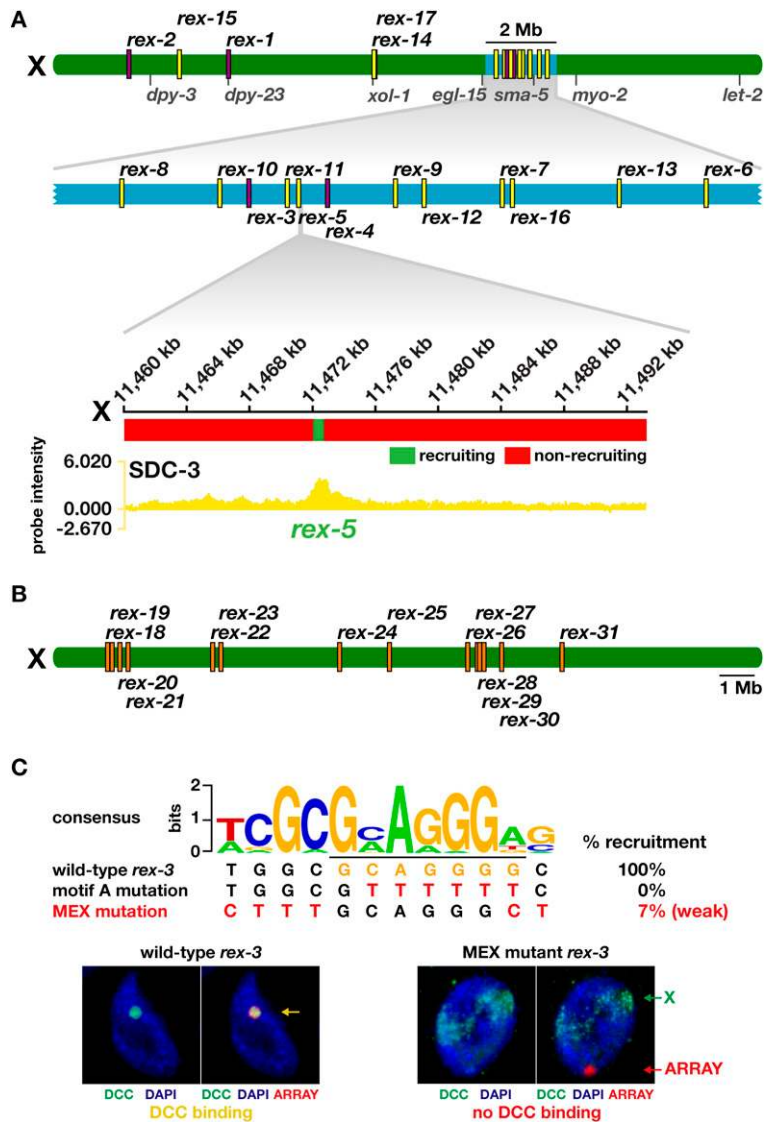 A
rex-15 rex-17
rex-2 rex-1 rex-14 2 Mb
X
dpy-3 dpy-23 xol-1 egl-15 sma-5 myo-2 let-2
rex-8 rex-10 rex-11 rex-9 rex-7 rex-13 rex-6
rex-3 rex-5 rex-12 rex-16
rex-4
11,460 kb 11,464 kb 11,468 kb 11,472 kb 11,476 kb 11,480 kb 11,484 kb 11,488 kb 11,492 kb
X
recruiting non-recruiting
6.020 SDC-3
probe intensity
0.000
-2.670
rex-5
B
rex-19 rex-23 rex-25 rex-27
rex-18 rex-22 rex-24 rex-26 rex-31
X
rex-20 rex-28 1 Mb
rex-21 rex-29
rex-30
C
2
consensus bits 1 TCGCGCAGGGAG
A A A A T C
0 % recruitment
wild-type rex-3 T G G C G C A G G G G C 100%
motif A mutation T G G C G T T T T T T C 0%
MEX mutation C T T T G C A G G G C T 7% (weak)
wild-type rex-3 MEX mutant rex-3
X
ARRAY
DCC DAPI DCC DAPI ARRAY DCC DAPI DCC DAPI ARRAY
DCC binding no DCC binding